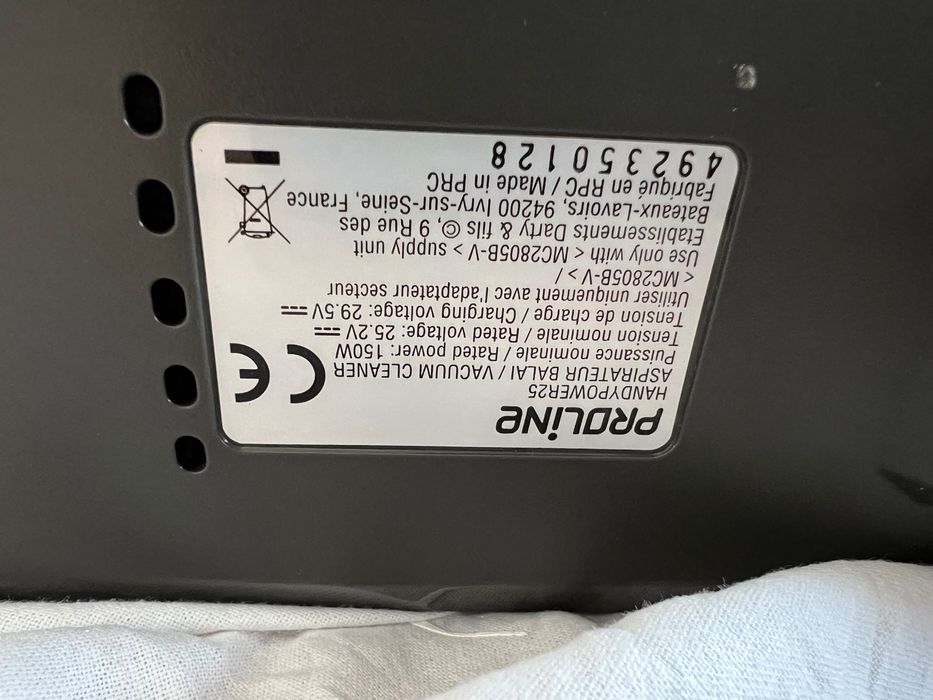 PROLiNE
HANDYPOWER25
ASPIRATEUR BALAI / VACUUM CLEANER
Puissance nominale / Rated power: 150W
Tension nominale / Rated voltage: 25.2V ⎓
Tension de charge / Charging voltage: 29.5V ⎓
Utiliser uniquement avec l'adaptateur secteur
< MC2805B-V > /
Use only with < MC2805B-V > supply unit
Etablissements Darty & fils ©, 9 Rue des
Bateaux-Lavoirs, 94200 Ivry-sur-Seine, France
Fabriqué en RPC / Made in PRC
492350128
CE